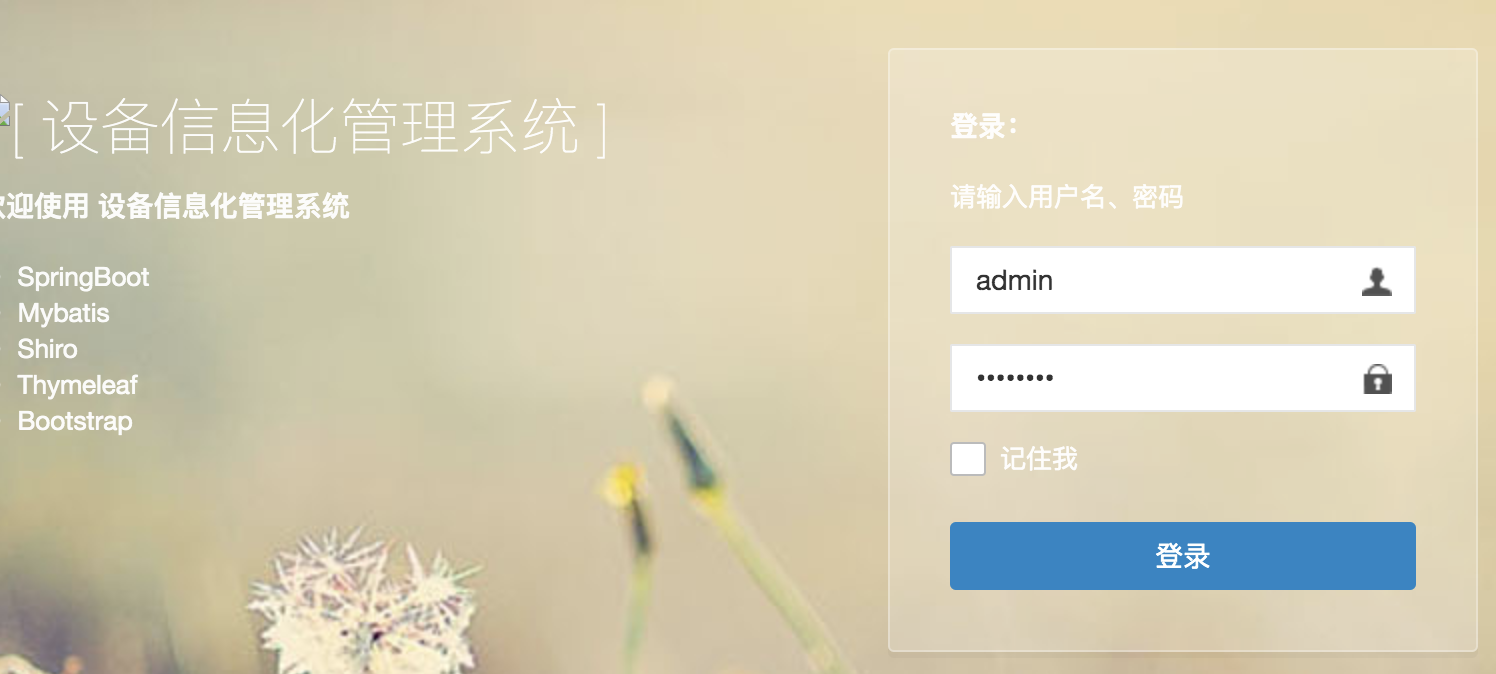 [ 设备信息化管理系统 ]
欢迎使用 设备信息化管理系统
SpringBoot
Mybatis
Shiro
Thymeleaf
Bootstrap
登录：
请输入用户名、密码
admin
••••••••
记住我
登录